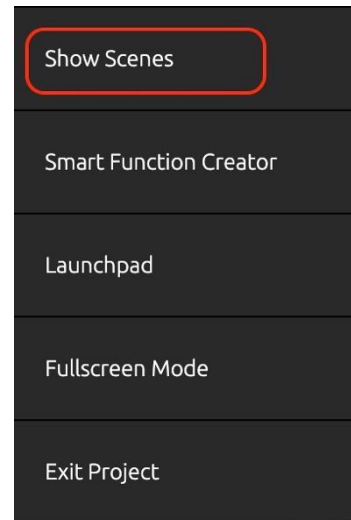 Show Scenes
Smart Function Creator
Launchpad
Fullscreen Mode
Exit Project